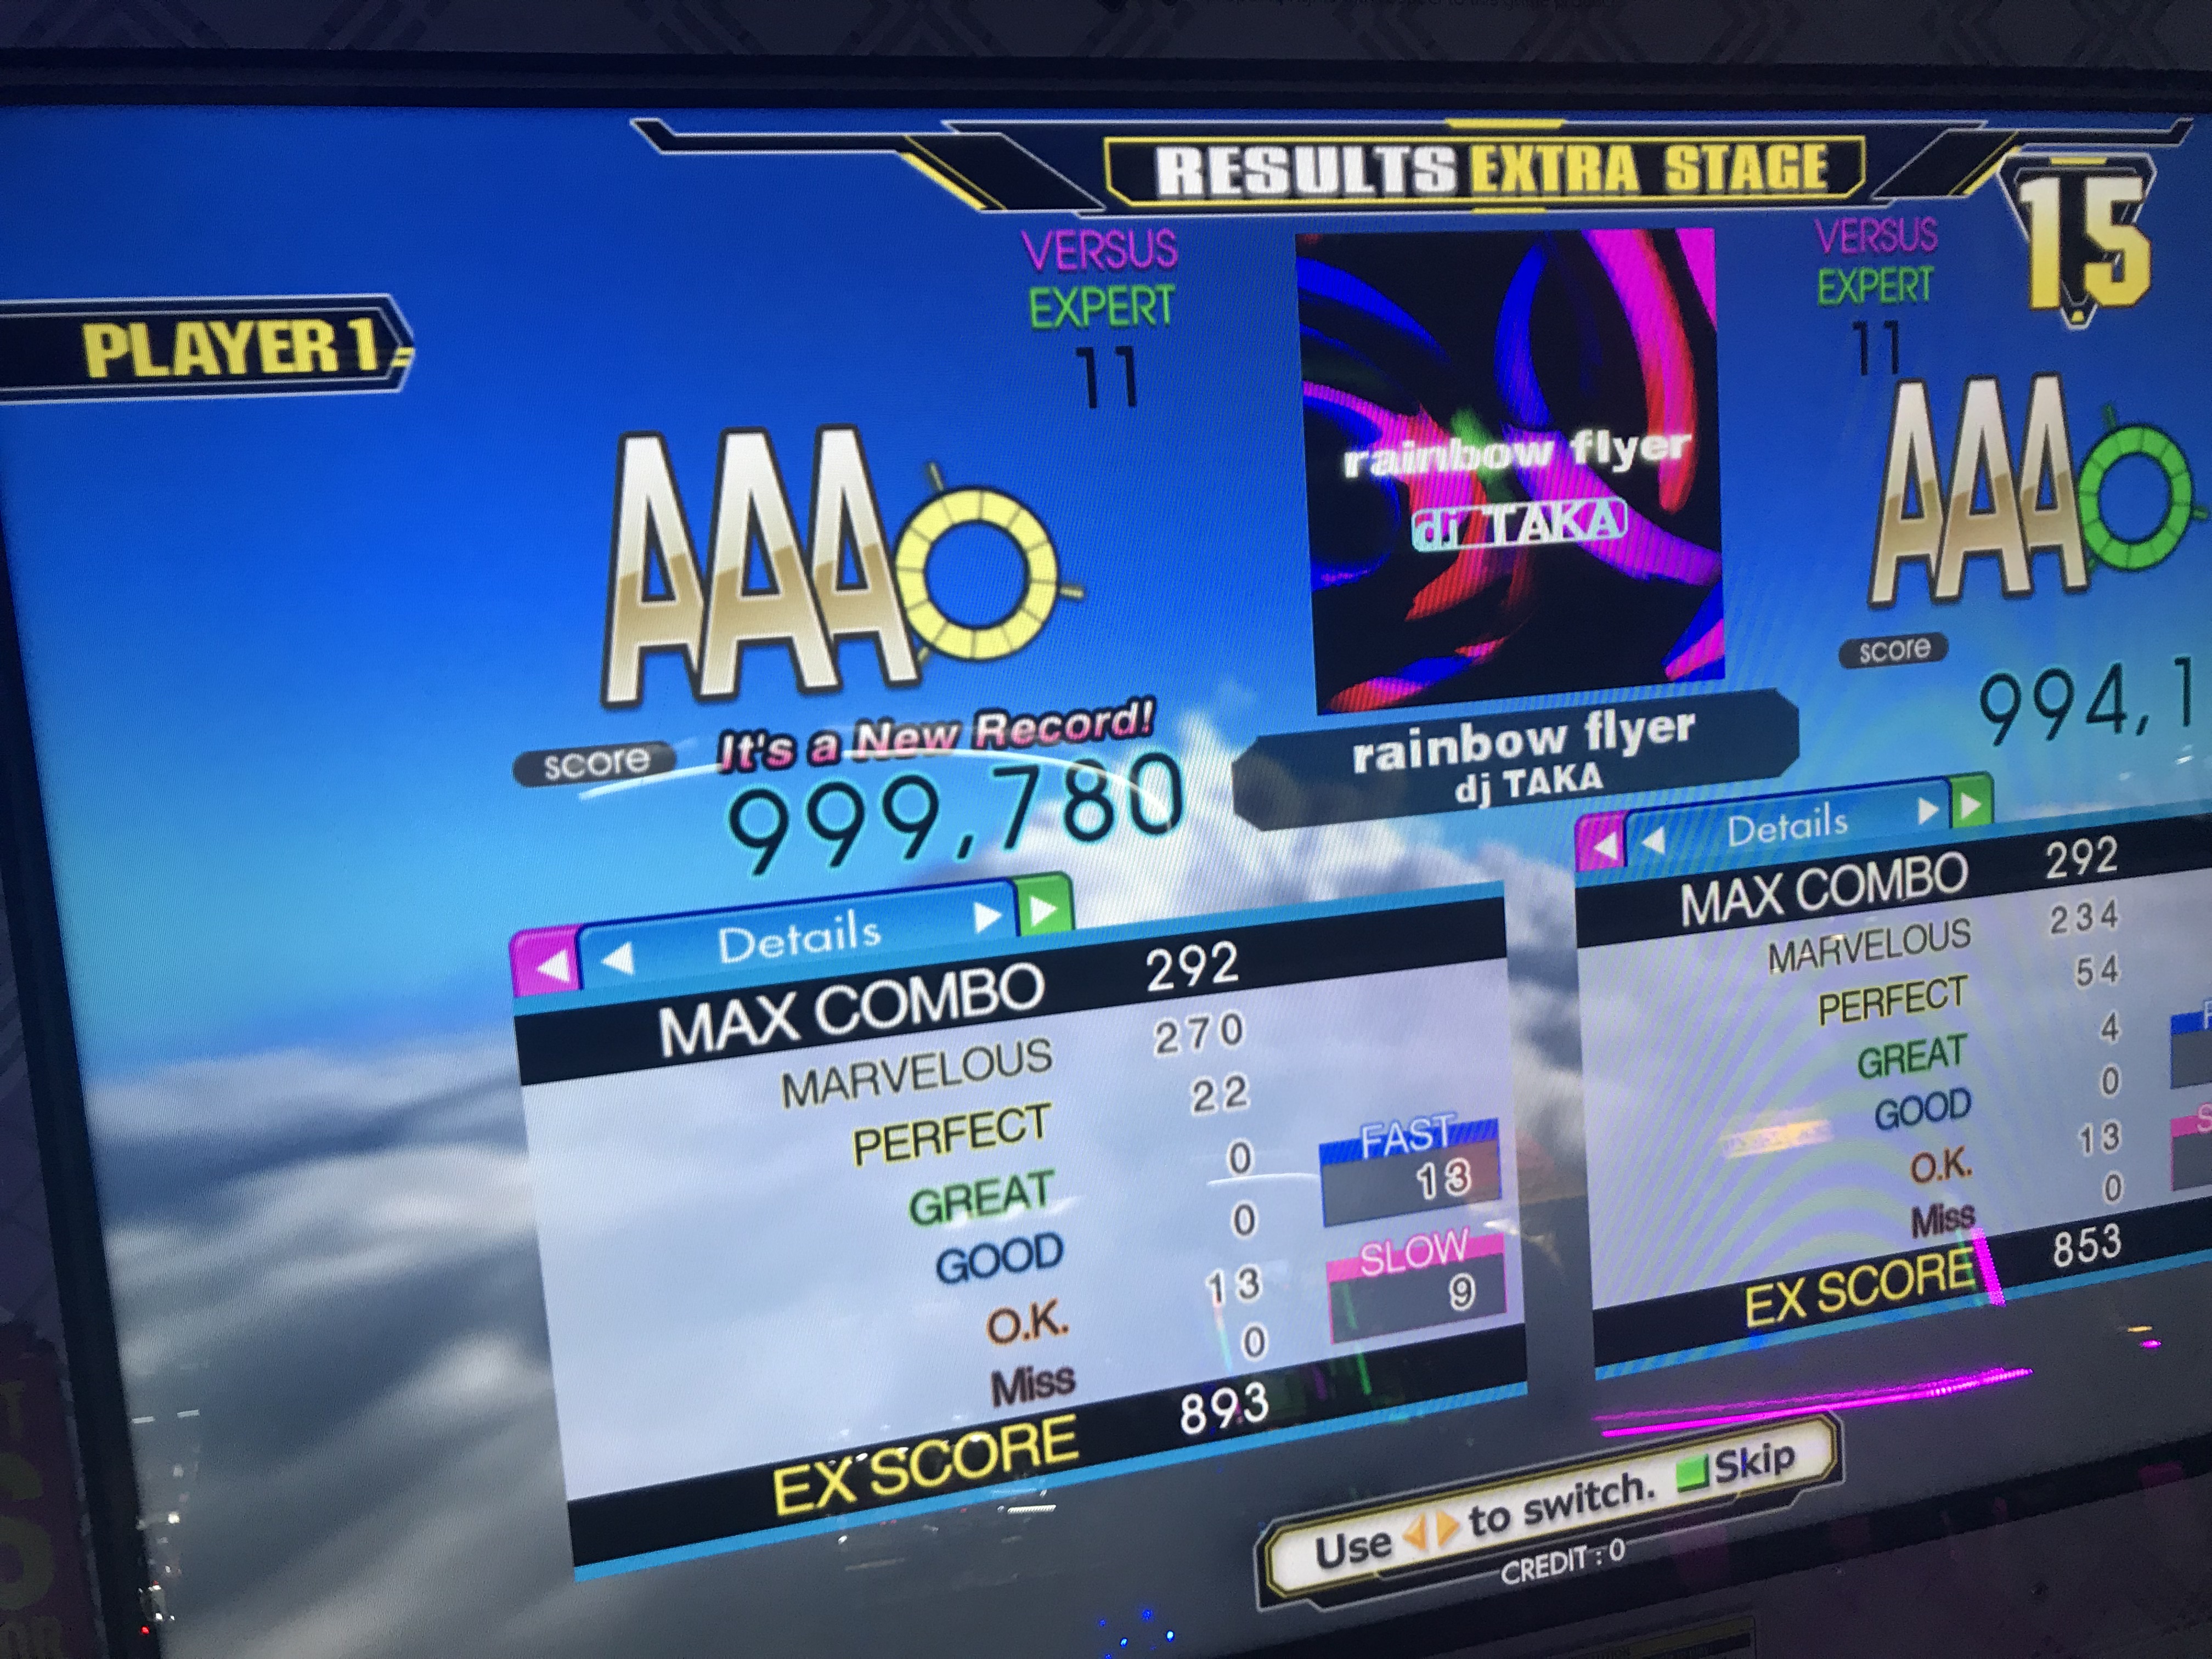 RESULTS EXTRA STAGE
15
PLAYER 1
VERSUS
EXPERT
11
AAA
It's a New Record!
score
999,780
rainbow flyer
dj TAKA
rainbow flyer
dj TAKA
VERSUS
EXPERT
11
AAA
score
994,1
Details
MAX COMBO 292
MARVELOUS 270
PERFECT 22
GREAT 0
GOOD 0
O.K. 13
Miss 0
EX SCORE 893
FAST
13
SLOW
9
Details
MAX COMBO 292
MARVELOUS 234
PERFECT 54
GREAT 4
GOOD 0
O.K. 13
Miss 0
EX SCORE 853
Use to switch. Skip
CREDIT : 0